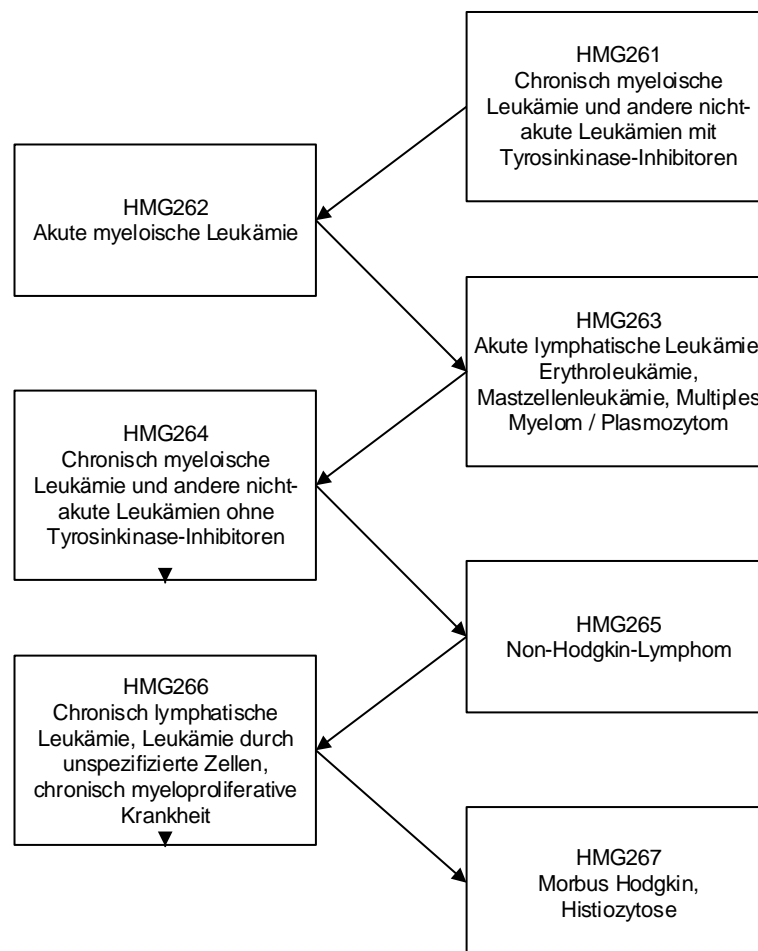 HMG261
Chronisch myeloische
Leukämie und andere nicht-
akute Leukämien mit
Tyrosinkinase-Inhibitoren
HMG262
Akute myeloische Leukämie
HMG263
Akute lymphatische Leukämie
Erythroleukämie,
Mastzellenleukämie, Multiples
Myelom / Plasmozytom
HMG264
Chronisch myeloische
Leukämie und andere nicht-
akute Leukämien ohne
Tyrosinkinase-Inhibitoren
HMG265
Non-Hodgkin-Lymphom
HMG266
Chronisch lymphatische
Leukämie, Leukämie durch
unspezifizierte Zellen,
chronisch myeloproliferative
Krankheit
HMG267
Morbus Hodgkin,
Histiozytose